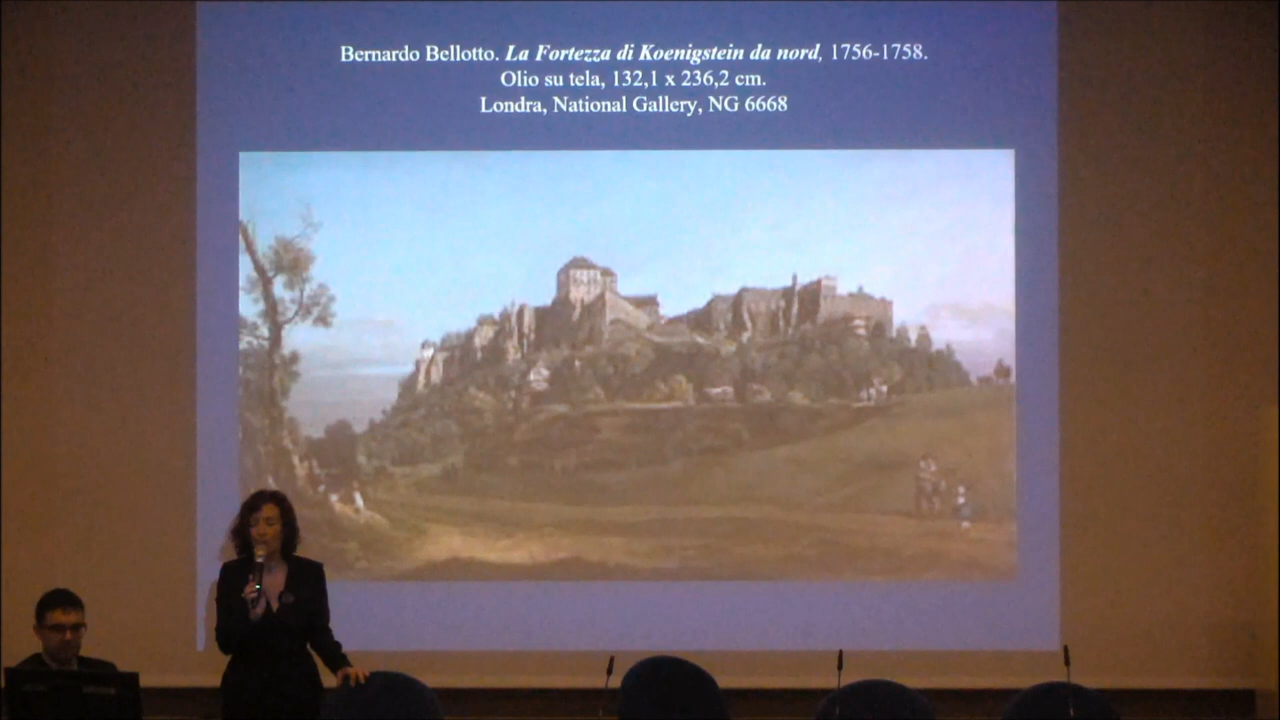 Bernardo Bellotto. La Fortezza di Koenigstein da nord, 1756-1758.
Olio su tela, 132,1 x 236,2 cm.
Londra, National Gallery, NG 6668